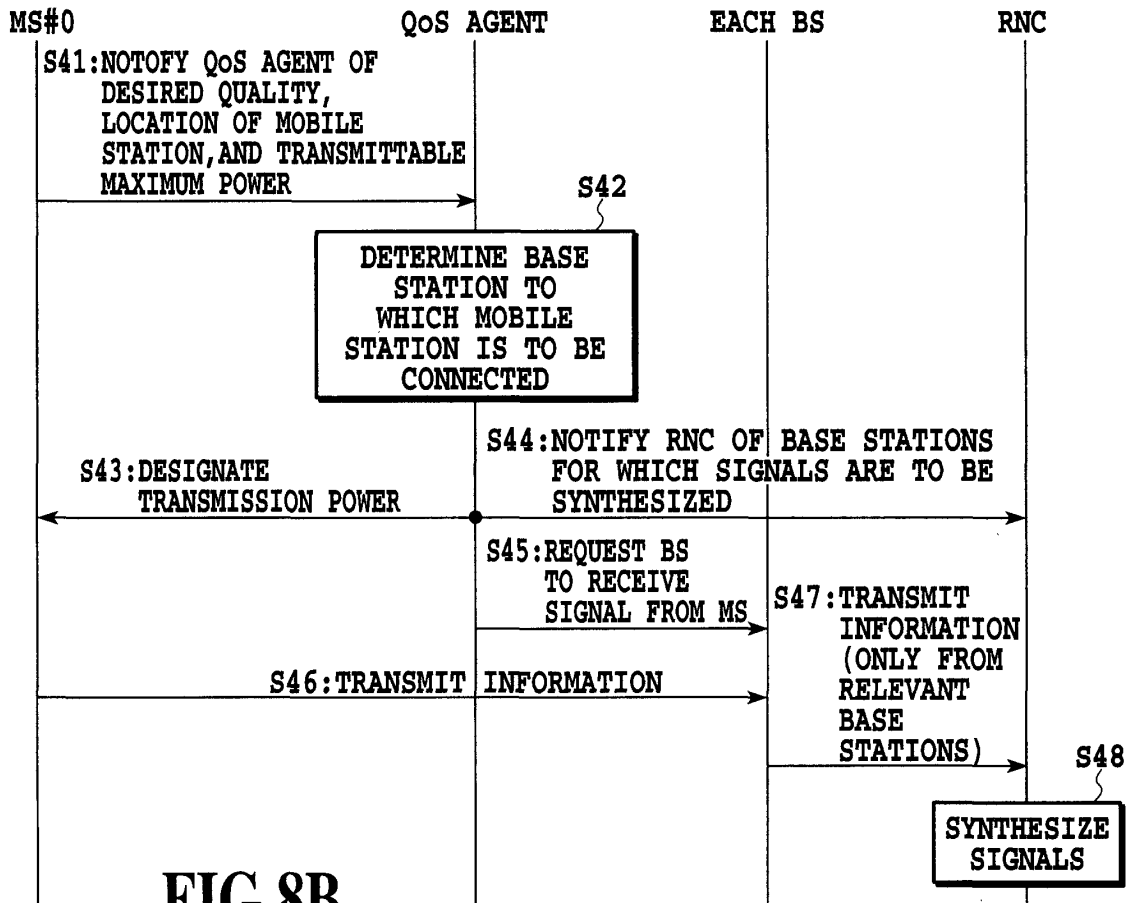 MS#0 QoS AGENT EACH BS RNC
S41:NOTOFY QoS AGENT OF
DESIRED QUALITY,
LOCATION OF MOBILE
STATION,AND TRANSMITTABLE
MAXIMUM POWER
S42
DETERMINE BASE
STATION TO
WHICH MOBILE
STATION IS TO BE
CONNECTED
S43:DESIGNATE
TRANSMISSION POWER
S44:NOTIFY RNC OF BASE STATIONS
FOR WHICH SIGNALS ARE TO BE
SYNTHESIZED
S45:REQUEST BS
TO RECEIVE
SIGNAL FROM MS
S46:TRANSMIT INFORMATION
S47:TRANSMIT
INFORMATION
(ONLY FROM
RELEVANT
BASE
STATIONS)
S48
SYNTHESIZE
SIGNALS
FIG.8B